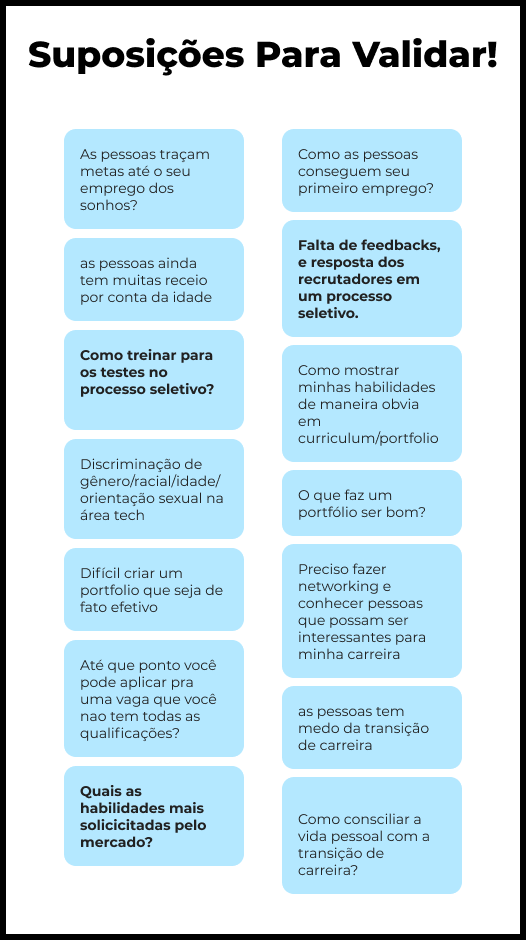 Suposições Para Validar!
As pessoas traçam
metas até o seu
emprego dos
sonhos?
as pessoas ainda
tem muitas receio
por conta da idade
Como treinar para
os testes no
processo seletivo?
Discriminação de
gênero/racial/idade/
orientação sexual na
área tech
Difícil criar um
portfolio que seja de
fato efetivo
Até que ponto você
pode aplicar pra
uma vaga que você
nao tem todas as
qualificações?
Quais as
habilidades mais
solicicitadas pelo
mercado?
Como as pessoas
conseguem seu
primeiro emprego?
Falta de feedbacks,
e resposta dos
recrutadores em
um processo
seletivo.
Como mostrar
minhas habilidades
de maneira obvia
em
curriculum/portfolio
O que faz um
portfólio ser bom?
Preciso fazer
networking e
conhecer pessoas
que possam ser
interessantes para
minha carreira
as pessoas tem
medo da transição
de carreira
Como consciliar a
vida pessoal com a
transição de
carreira?